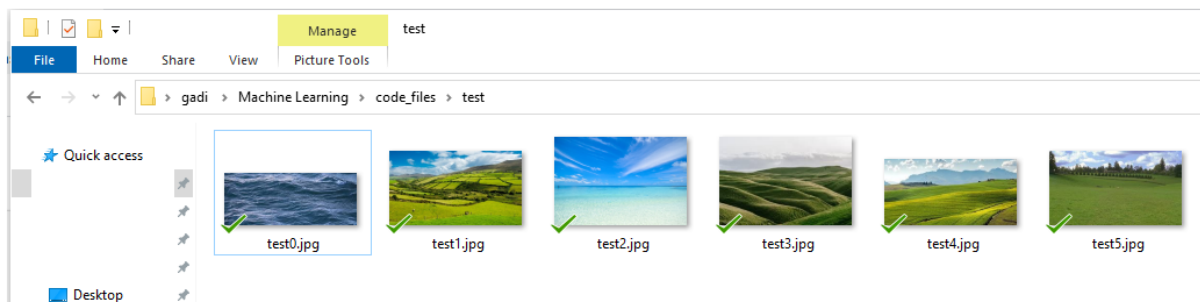 Manage test
File Home Share View Picture Tools
gadi Machine Learning code_files test
Quick access
test0.jpg test1.jpg test2.jpg test3.jpg test4.jpg test5.jpg
Desktop